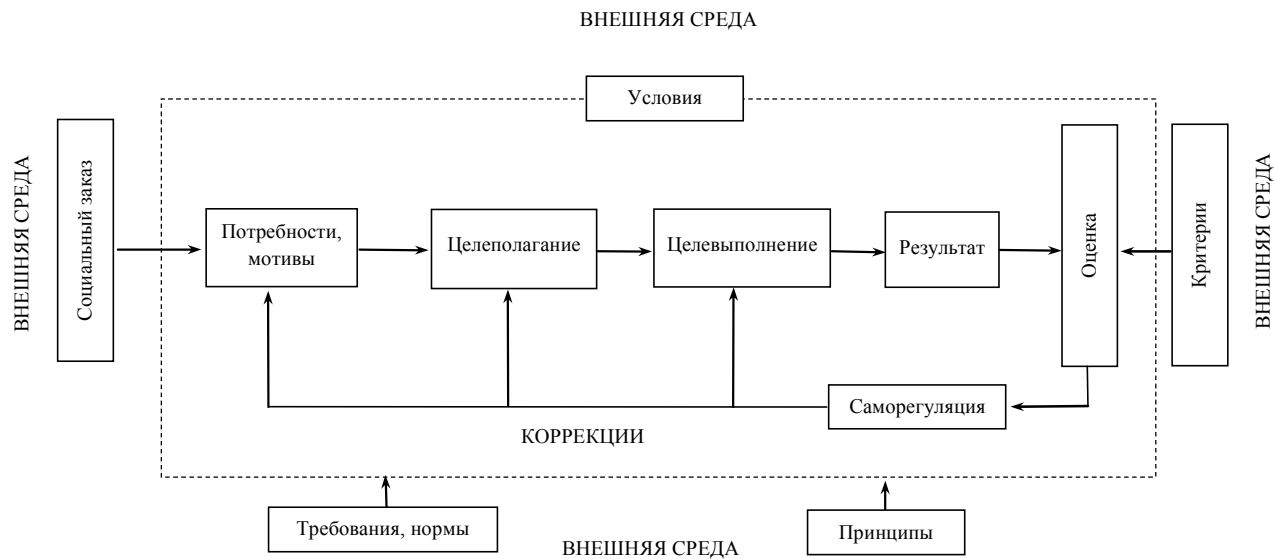 ВНЕШНЯЯ СРЕДА
Условия
ВНЕШНЯЯ СРЕДА
Социальный заказ
Потребности,
мотивы
Целеполагание
Целевыполнение
Результат
Оценка
Критерии
ВНЕШНЯЯ СРЕДА
Саморегуляция
КОРРЕКЦИИ
Требования, нормы
Принципы
ВНЕШНЯЯ СРЕДА